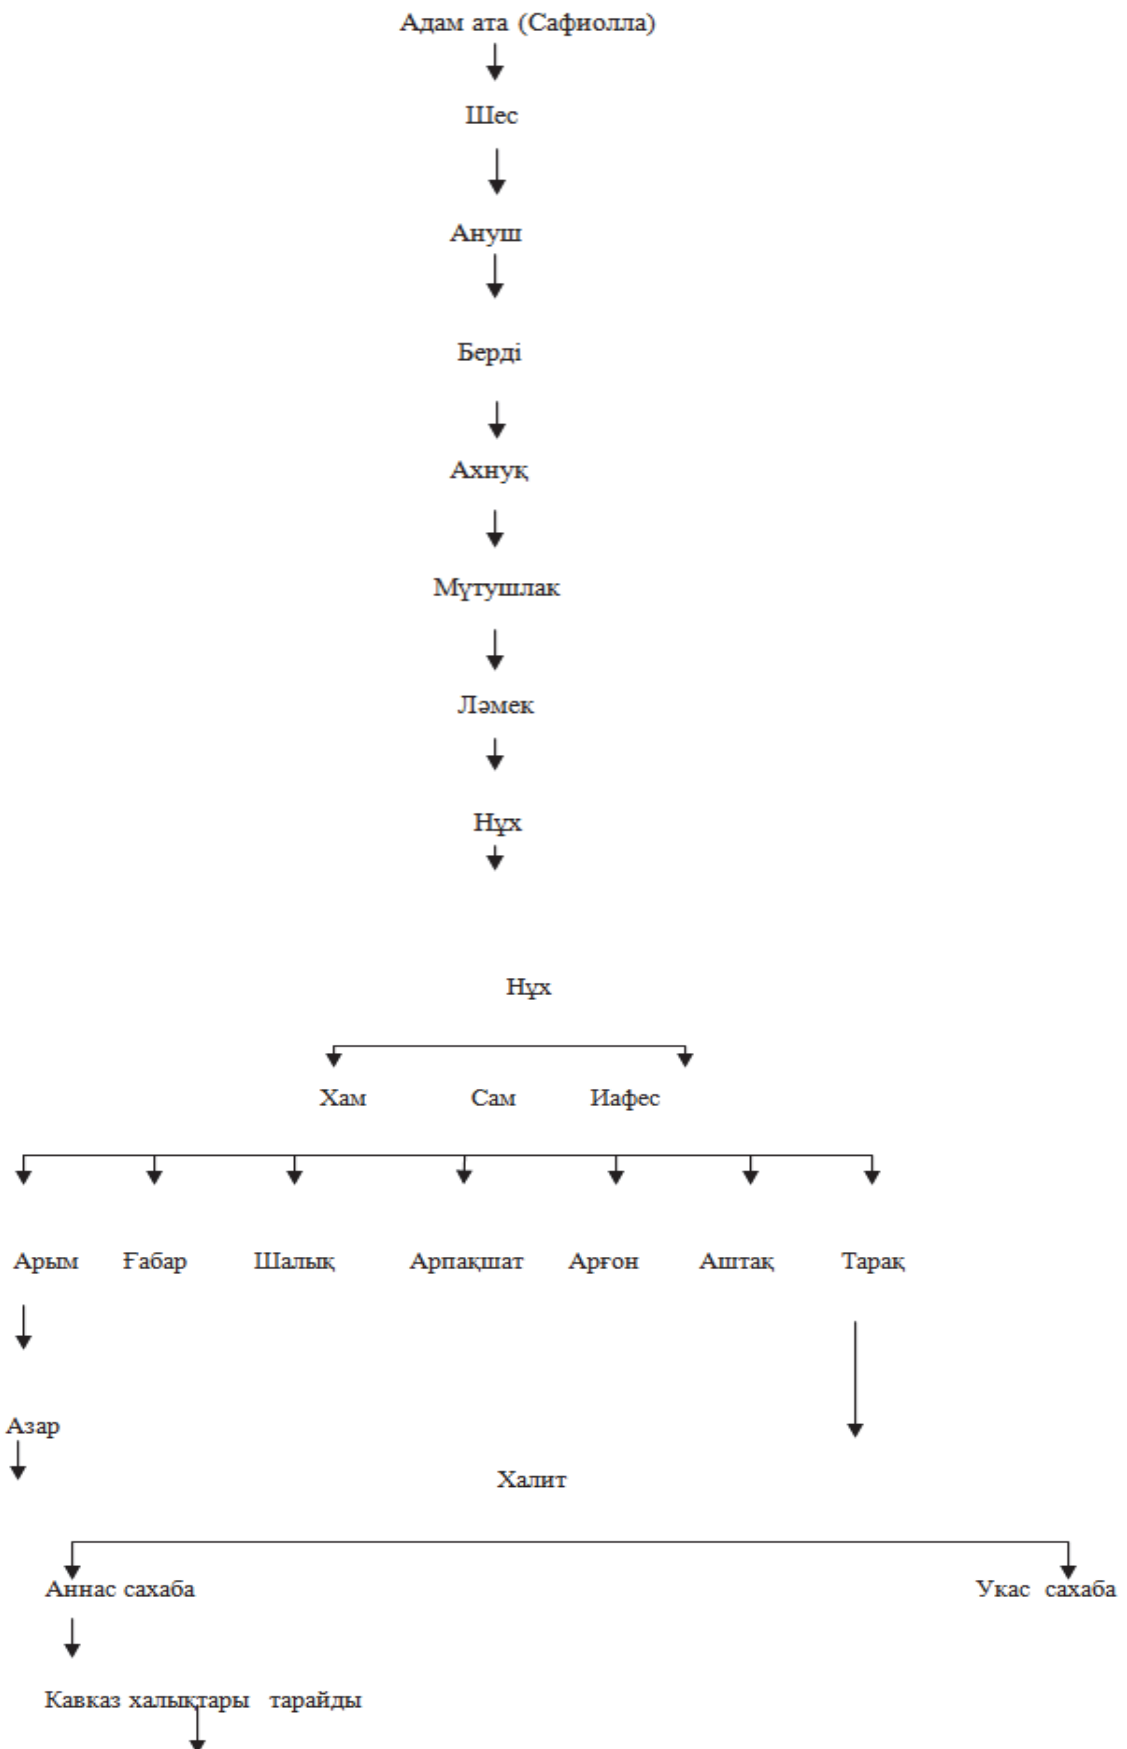 Адам ата (Сафиолла)
Шес
Ануш
Берді
Ахнуқ
Мүтушлак
Ләмек
Нұх
Нұх
Хам Сам Иафес
Арым Ғабар Шалық Арпақшат Арғон Аштақ Тарақ
Азар
Халит
Аннас сахаба Укас сахаба
Кавказ халықтары тарайды